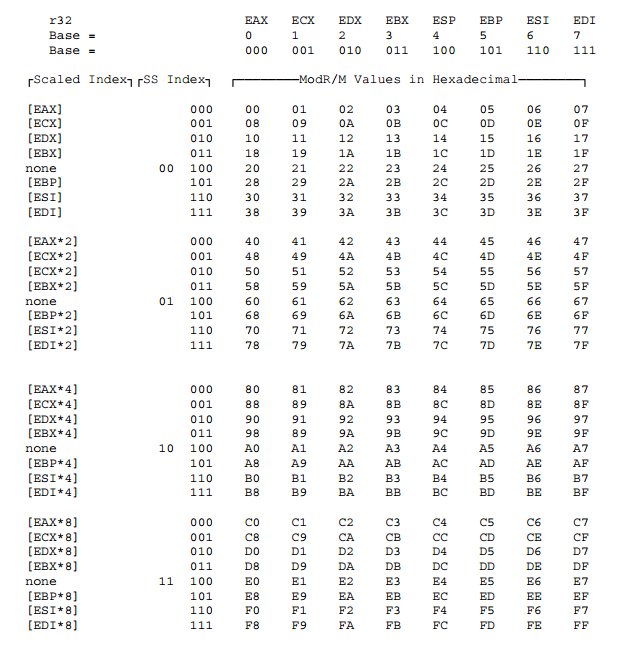 r32 EAX ECX EDX EBX ESP EBP ESI EDI
Base = 0 1 2 3 4 5 6 7
Base = 000 001 010 011 100 101 110 111
Scaled Index SS Index ModR/M Values in Hexadecimal
[EAX] 000 00 01 02 03 04 05 06 07
[ECX] 001 08 09 0A 0B 0C 0D 0E 0F
[EDX] 010 10 11 12 13 14 15 16 17
[EBX] 011 18 19 1A 1B 1C 1D 1E 1F
none 00 100 20 21 22 23 24 25 26 27
[EBP] 101 28 29 2A 2B 2C 2D 2E 2F
[ESI] 110 30 31 32 33 34 35 36 37
[EDI] 111 38 39 3A 3B 3C 3D 3E 3F
[EAX*2] 000 40 41 42 43 44 45 46 47
[ECX*2] 001 48 49 4A 4B 4C 4D 4E 4F
[ECX*2] 010 50 51 52 53 54 55 56 57
[EBX*2] 011 58 59 5A 5B 5C 5D 5E 5F
none 01 100 60 61 62 63 64 65 66 67
[EBP*2] 101 68 69 6A 6B 6C 6D 6E 6F
[ESI*2] 110 70 71 72 73 74 75 76 77
[EDI*2] 111 78 79 7A 7B 7C 7D 7E 7F
[EAX*4] 000 80 81 82 83 84 85 86 87
[ECX*4] 001 88 89 8A 8B 8C 8D 8E 8F
[EDX*4] 010 90 91 92 93 94 95 96 97
[EBX*4] 011 98 89 9A 9B 9C 9D 9E 9F
none 10 100 A0 A1 A2 A3 A4 A5 A6 A7
[EBP*4] 101 A8 A9 AA AB AC AD AE AF
[ESI*4] 110 B0 B1 B2 B3 B4 B5 B6 B7
[EDI*4] 111 B8 B9 BA BB BC BD BE BF
[EAX*8] 000 C0 C1 C2 C3 C4 C5 C6 C7
[ECX*8] 001 C8 C9 CA CB CC CD CE CF
[EDX*8] 010 D0 D1 D2 D3 D4 D5 D6 D7
[EBX*8] 011 D8 D9 DA DB DC DD DE DF
none 11 100 E0 E1 E2 E3 E4 E5 E6 E7
[EBP*8] 101 E8 E9 EA EB EC ED EE EF
[ESI*8] 110 F0 F1 F2 F3 F4 F5 F6 F7
[EDI*8] 111 F8 F9 FA FB FC FD FE FF